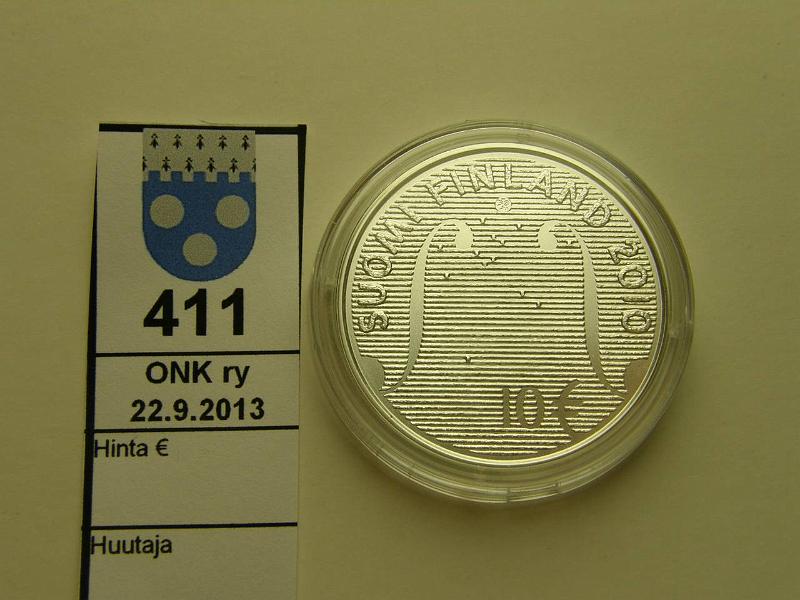 411
ONK ry
22.9.2013
Hinta €
Huutaja
SUOMI FINLAND 2010
10 €